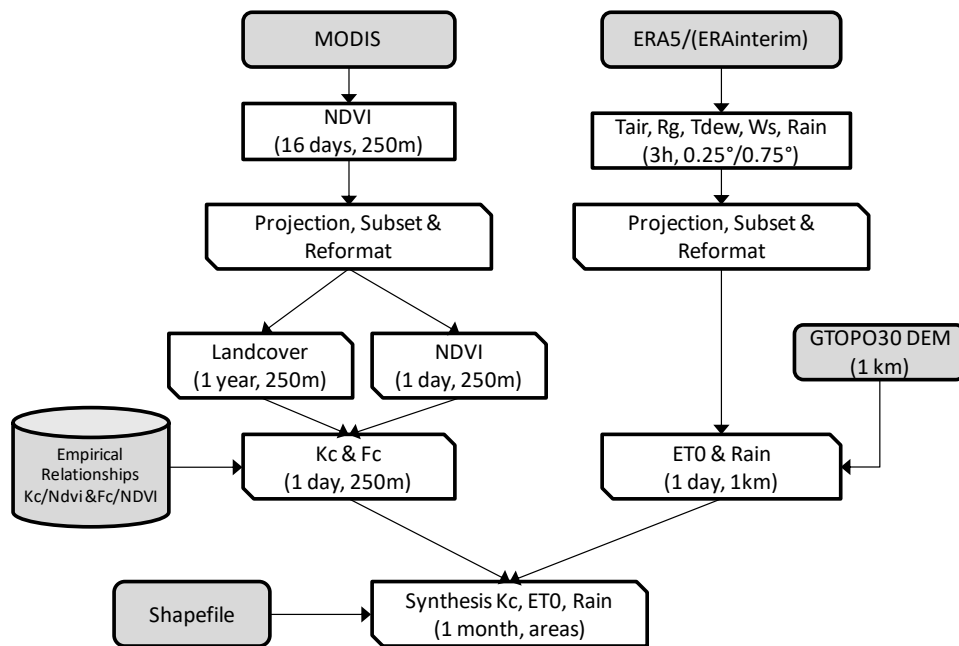 MODIS
ERA5/(ERAinterim)
NDVI
(16 days, 250m)
Tair, Rg, Tdew, Ws, Rain
(3h, 0.25°/0.75°)
Projection, Subset &
Reformat
Projection, Subset &
Reformat
Landcover
(1 year, 250m)
NDVI
(1 day, 250m)
GTOPO30 DEM
(1 km)
Empirical
Relationships
Kc/Ndvi &Fc/NDVI
Kc & Fc
(1 day, 250m)
ET0 & Rain
(1 day, 1km)
Shapefile
Synthesis Kc, ET0, Rain
(1 month, areas)